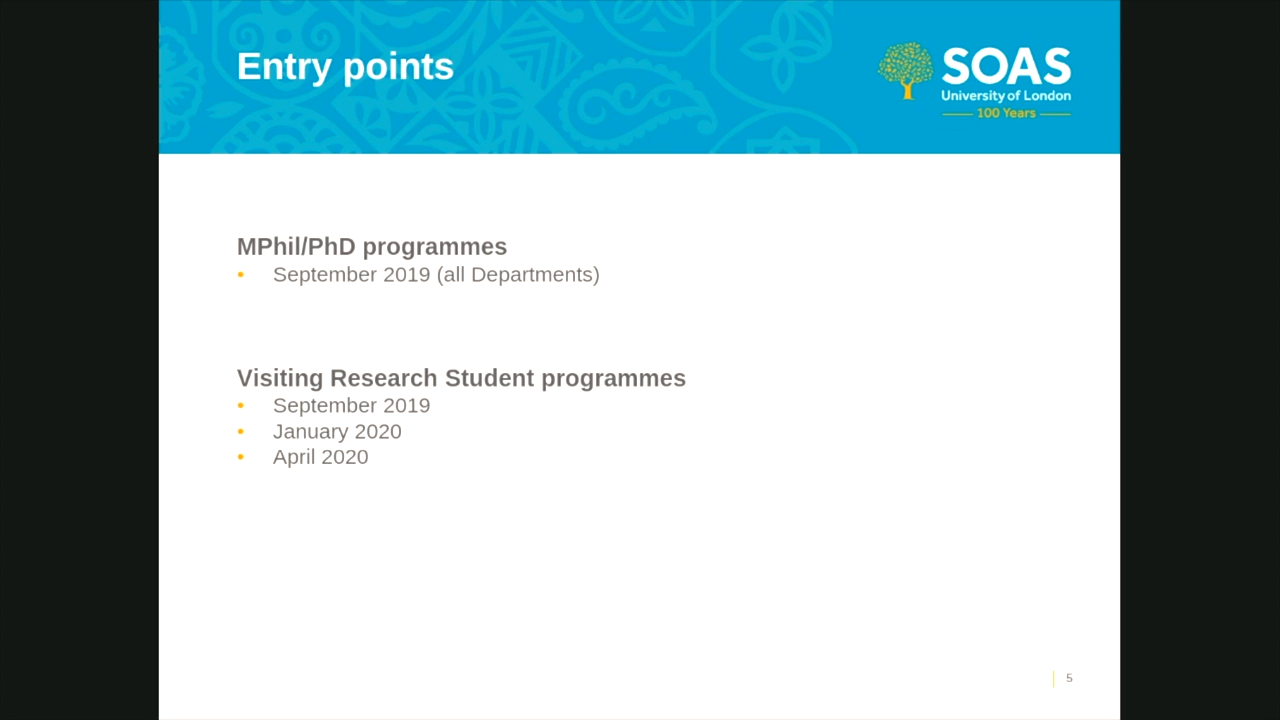 Entry points
SOAS
University of London
100 Years
MPhil/PhD programmes
• September 2019 (all Departments)
Visiting Research Student programmes
• September 2019
• January 2020
• April 2020
5